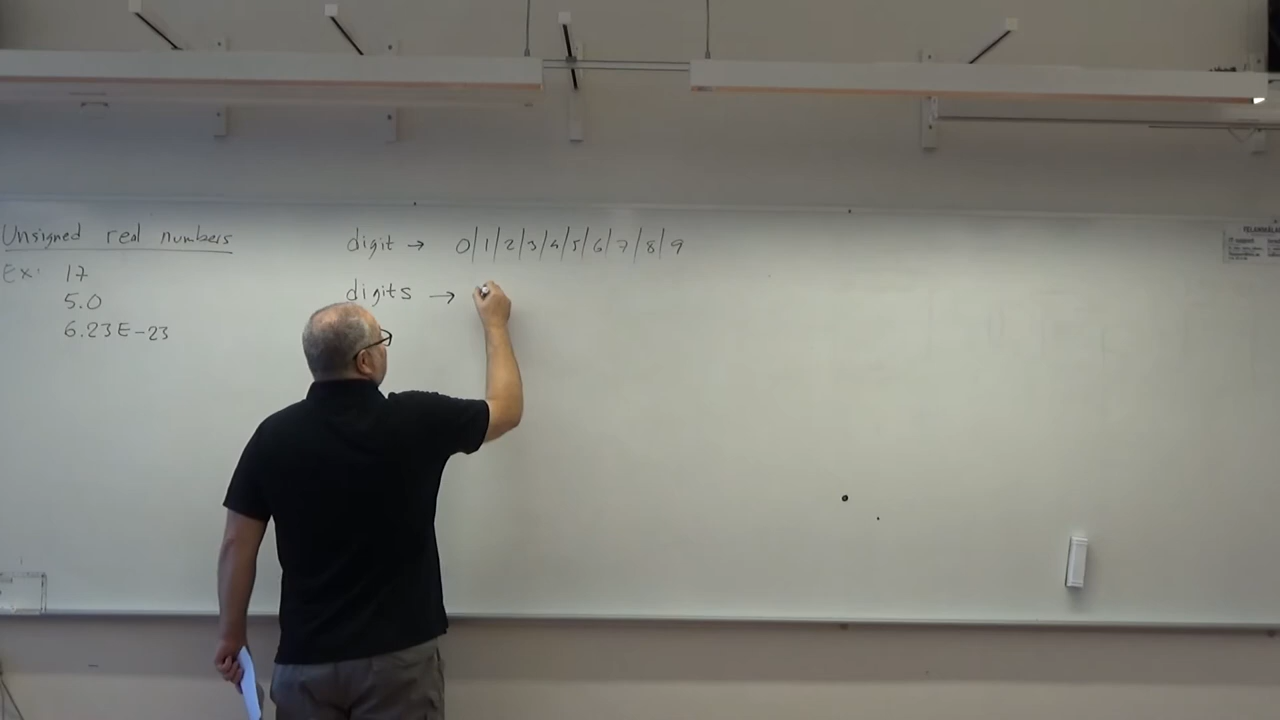 Unsigned real numbers
Ex: 17
5.0
6.23E-23
digit → 0|1|2|3|4|5|6|7|8|9
digits →